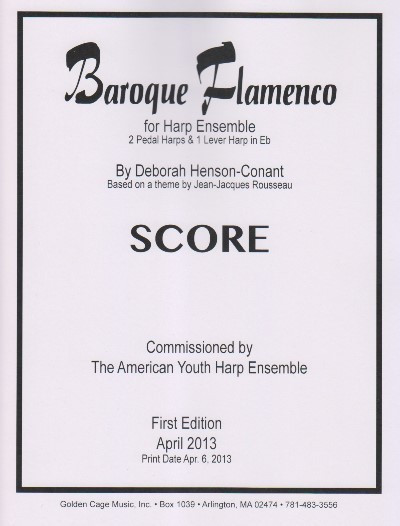 Baroque Flamenco
for Harp Ensemble
2 Pedal Harps & 1 Lever Harp in Eb
By Deborah Henson-Conant
Based on a theme by Jean-Jacques Rousseau
SCORE
Commissioned by
The American Youth Harp Ensemble
First Edition
April 2013
Print Date Apr. 6, 2013
Golden Cage Music, Inc. • Box 1039 • Arlington, MA 02474 • 781-483-3556